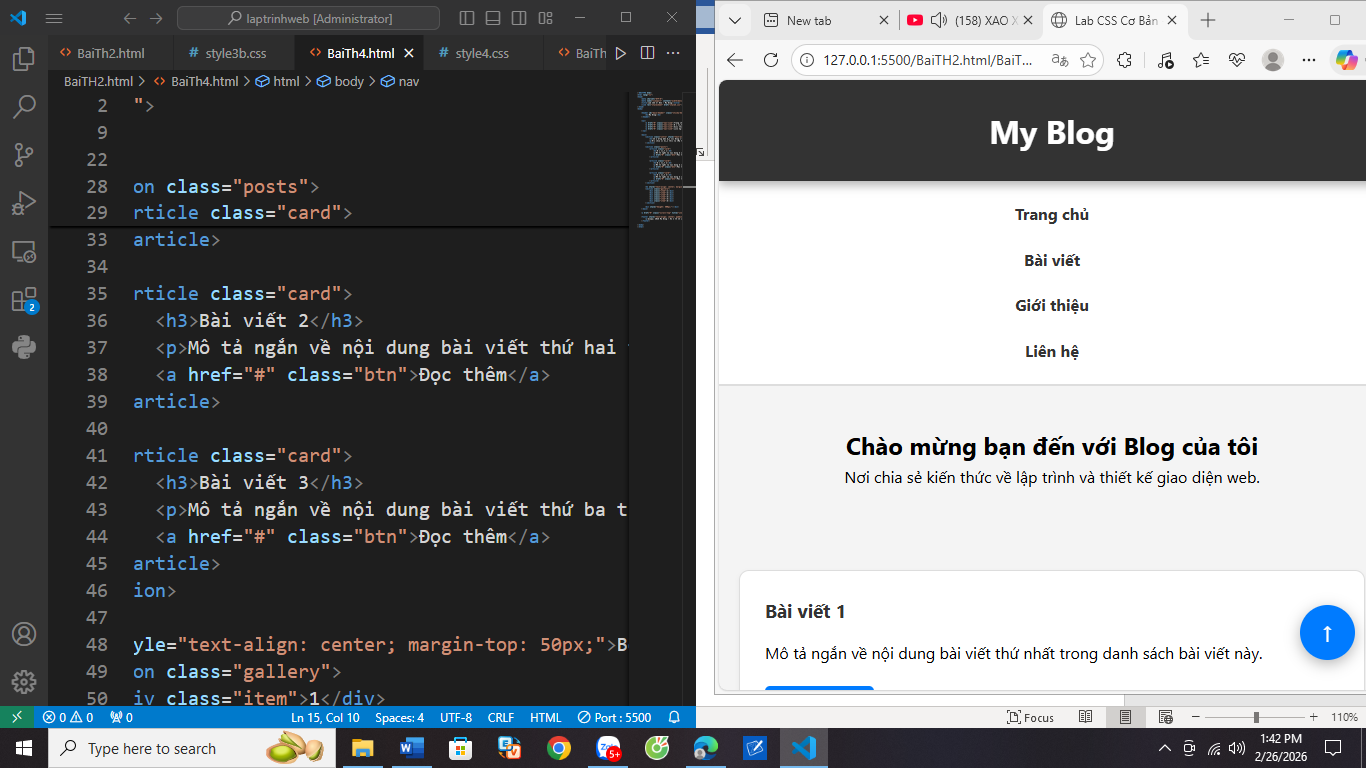 laptrinhweb [Administrator]
BaiTh2.html
style3b.css
BaiTh4.html
style4.css
BaiTh
BaiTH2.html > BaiTh4.html > html > body > nav
2 ">
9
22
28 on class="posts">
29 rticle class="card">
33 article>
34
35 rticle class="card">
36 <h3>Bài viết 2</h3>
37 <p>Mô tả ngắn về nội dung bài viết thứ hai
38 <a href="#" class="btn">Đọc thêm</a>
39 article>
40
41 rticle class="card">
42 <h3>Bài viết 3</h3>
43 <p>Mô tả ngắn về nội dung bài viết thứ ba t
44 <a href="#" class="btn">Đọc thêm</a>
45 article>
46 ion>
47
48 yle="text-align: center; margin-top: 50px;">B
49 on class="gallery">
50 iv class="item">1</div>
2
0 0 0
Ln 15, Col 10
Spaces: 4
UTF-8
CRLF
HTML
Port : 5500
New tab
(158) XAO X
Lab CSS Cơ Bản
127.0.0.1:5500/BaiTH2.html/BaiT...
My Blog
Trang chủ
Bài viết
Giới thiệu
Liên hệ
Chào mừng bạn đến với Blog của tôi
Nơi chia sẻ kiến thức về lập trình và thiết kế giao diện web.
Bài viết 1
Mô tả ngắn về nội dung bài viết thứ nhất trong danh sách bài viết này.
↑
Focus
110%
Type here to search
Zalo
5+
1:42 PM
2/26/2026